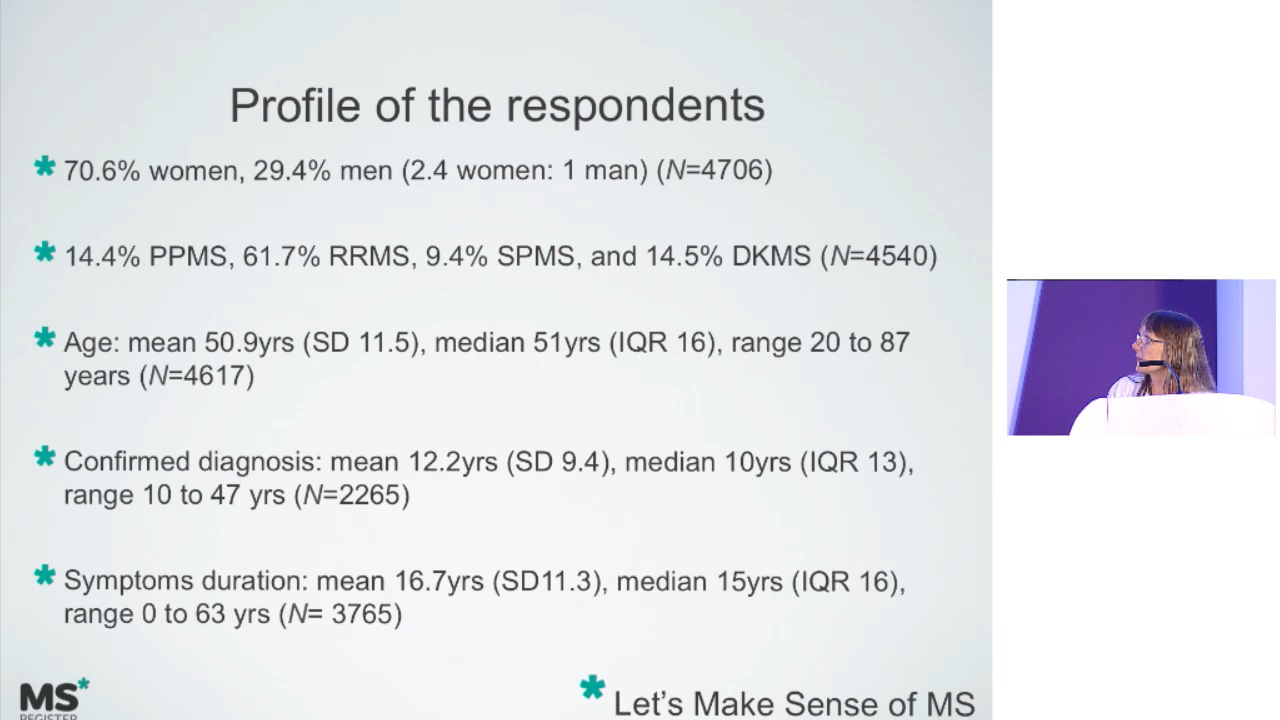 Profile of the respondents
* 70.6% women, 29.4% men (2.4 women: 1 man) (N=4706)
* 14.4% PPMS, 61.7% RRMS, 9.4% SPMS, and 14.5% DKMS (N=4540)
* Age: mean 50.9yrs (SD 11.5), median 51yrs (IQR 16), range 20 to 87
years (N=4617)
* Confirmed diagnosis: mean 12.2yrs (SD 9.4), median 10yrs (IQR 13),
range 10 to 47 yrs (N=2265)
* Symptoms duration: mean 16.7yrs (SD11.3), median 15yrs (IQR 16),
range 0 to 63 yrs (N= 3765)
MS*
REGISTER
* Let's Make Sense of MS